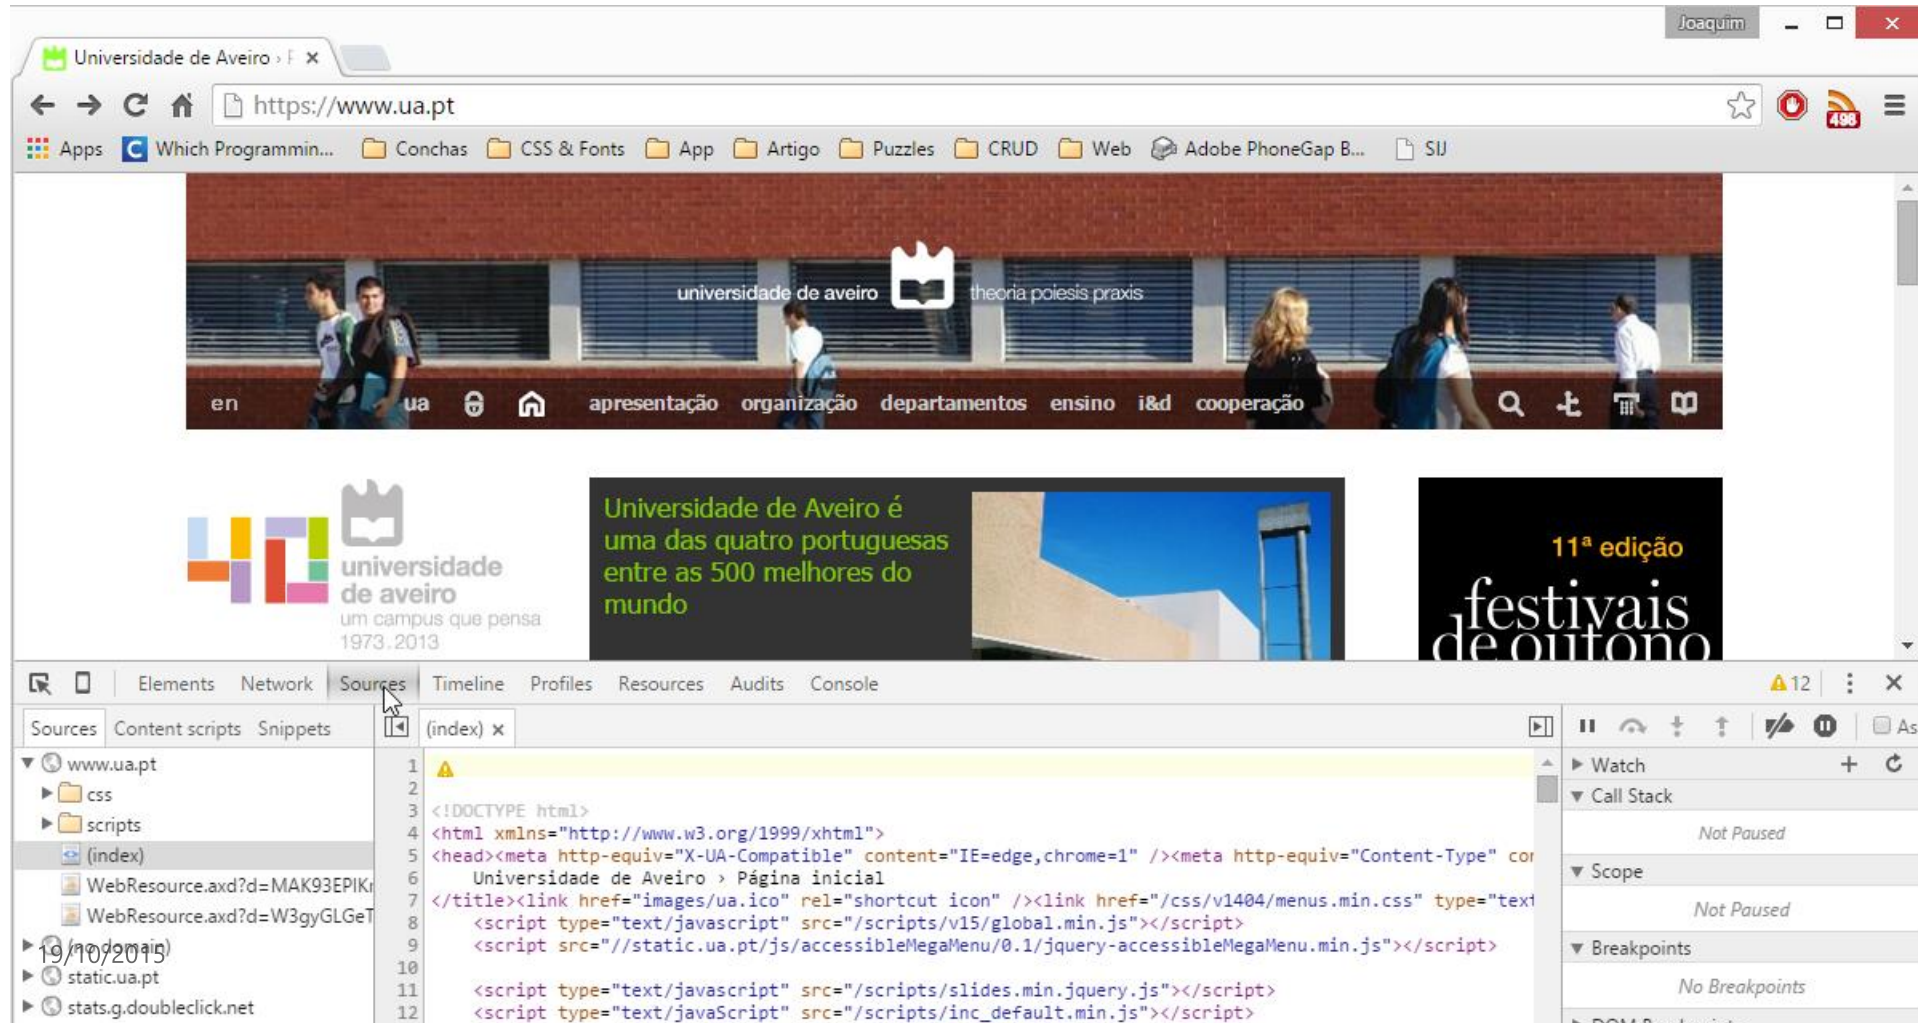 Joaquim
Universidade de Aveiro ›
https://www.ua.pt
498
Apps Which Programmin... Conchas CSS & Fonts App Artigo Puzzles CRUD Web Adobe PhoneGap B... SIJ
universidade de aveiro theoria poiesis praxis
en ua apresentação organização departamentos ensino i&d cooperação
universidade
de aveiro
um campus que pensa
1973.2013
Universidade de Aveiro é
uma das quatro portuguesas
entre as 500 melhores do
mundo
11ª edição
festivais
de outono
Elements Network Sources Timeline Profiles Resources Audits Console 12
Sources Content scripts Snippets (index) As
www.ua.pt
css
scripts
(index)
WebResource.axd?d=MAK93EPIK
WebResource.axd?d=W3gyGLGeT
(no domain)
19/10/2015
static.ua.pt
stats.g.doubleclick.net
1
2
3 <!DOCTYPE html>
4 <html xmlns="http://www.w3.org/1999/xhtml">
5 <head><meta http-equiv="X-UA-Compatible" content="IE=edge,chrome=1" /><meta http-equiv="Content-Type" cor
6 Universidade de Aveiro › Página inicial
7 </title><link href="images/ua.ico" rel="shortcut icon" /><link href="/css/v1404/menus.min.css" type="text
8 <script type="text/javascript" src="/scripts/v15/global.min.js"></script>
9 <script src="//static.ua.pt/js/accessibleMegaMenu/0.1/jquery-accessibleMegaMenu.min.js"></script>
10
11 <script type="text/javascript" src="/scripts/slides.min.jquery.js"></script>
12 <script type="text/javaScript" src="/scripts/inc_default.min.js"></script>
Watch
Call Stack
Not Paused
Scope
Not Paused
Breakpoints
No Breakpoints